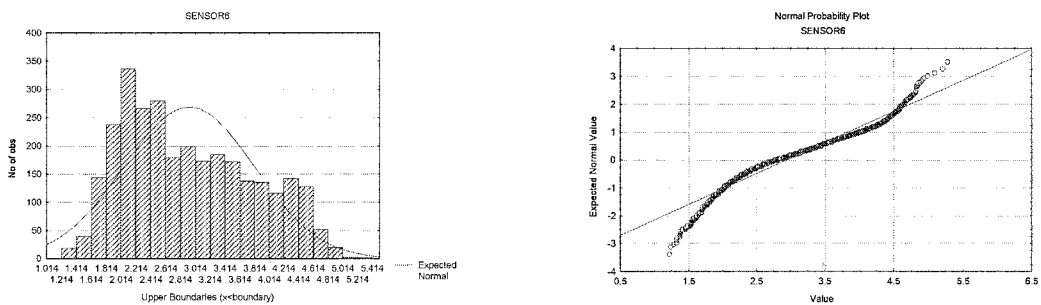 SENSOR6
400
350
300
250
200
150
100
50
0
No of obs
1.014 1.414 1.814 2.214 2.614 3.014 3.414 3.814 4.214 4.614 5.014 5.414
1.214 1.614 2.014 2.414 2.814 3.214 3.614 4.014 4.414 4.814 5.214
Upper Boundaries (x<boundary)
Expected
Normal
Normal Probability Plot
SENSOR6
4
3
2
1
0
-1
-2
-3
-4
Expected Normal Value
0.5 1.5 2.5 3.5 4.5 5.5 6.5
Value